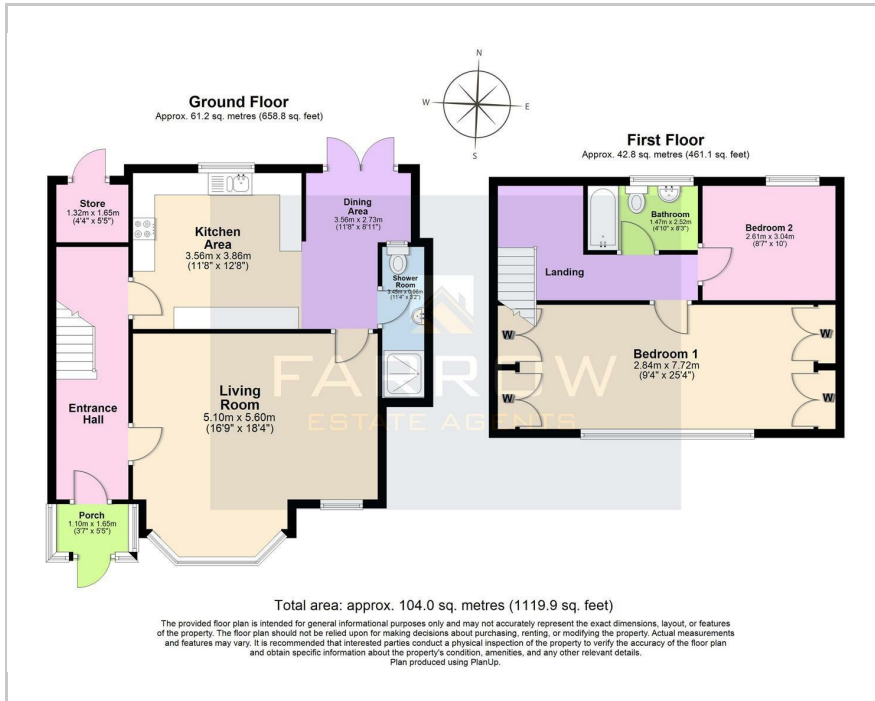 Ground Floor
Approx. 61.2 sq. metres (658.8 sq. feet)
N
W
E
S
First Floor
Approx. 42.8 sq. metres (461.1 sq. feet)
Store
1.32m x 1.65m
(4'4" x 5'5")
Kitchen
Area
3.56m x 3.86m
(11'8" x 12'8")
Dining
Area
3.56m x 2.73m
(11'8" x 8'11")
Shower
Room
(11'4" x 3'2")
Entrance
Hall
Living
Room
5.10m x 5.60m
(16'9" x 18'4")
Porch
1.10m x 1.65m
(3'7" x 5'5")
Bathroom
1.47m x 2.52m
(4'10" x 8'3")
Bedroom 2
2.61m x 3.04m
(8'7" x 10')
Landing
W
W
Bedroom 1
2.84m x 7.72m
(9'4" x 25'4")
W
W
FARROW
ESTATE AGENTS
Total area: approx. 104.0 sq. metres (1119.9 sq. feet)
The provided floor plan is intended for general informational purposes only and may not accurately represent the exact dimensions, layout, or features
of the property. The floor plan should not be relied upon for making decisions about purchasing, renting, or modifying the property. Actual measurements
and features may vary. It is recommended that interested parties conduct a physical inspection of the property to verify the accuracy of the floor plan
and obtain specific information about the property's condition, amenities, and any other relevant details.
Plan produced using PlanUp.